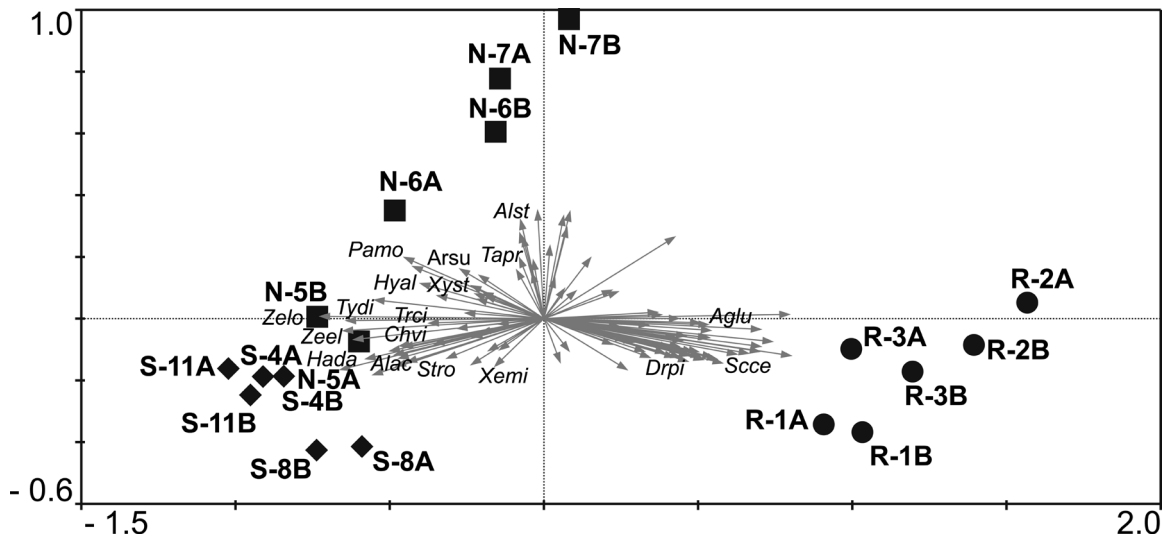 1.0
N-7B
N-7A
N-6B
N-6A
Alst
Pamo
Arsu
Tapr
Hyal
Xyst
R-2A
N-5B
Tydi
Zelo
Trci
Aglu
Zeel
Chvi
R-3A
R-2B
Hada
Alac
Stro
Xemi
Drpi
Scce
S-11A
S-4A
N-5A
R-3B
S-4B
S-11B
R-1A
R-1B
S-8B
S-8A
- 0.6
- 1.5
2.0